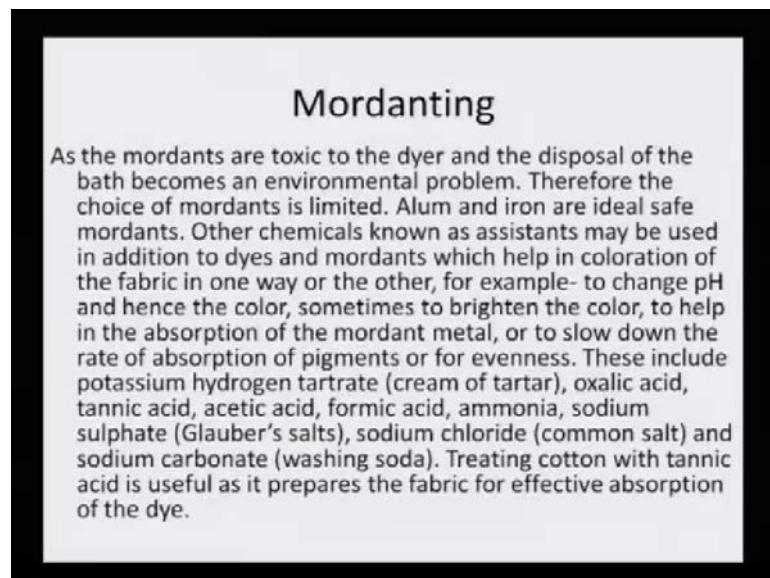 Mordanting
As the mordants are toxic to the dyer and the disposal of the
bath becomes an environmental problem. Therefore the
choice of mordants is limited. Alum and iron are ideal safe
mordants. Other chemicals known as assistants may be used
in addition to dyes and mordants which help in coloration of
the fabric in one way or the other, for example- to change pH
and hence the color, sometimes to brighten the color, to help
in the absorption of the mordant metal, or to slow down the
rate of absorption of pigments or for evenness. These include
potassium hydrogen tartrate (cream of tartar), oxalic acid,
tannic acid, acetic acid, formic acid, ammonia, sodium
sulphate (Glauber’s salts), sodium chloride (common salt) and
sodium carbonate (washing soda). Treating cotton with tannic
acid is useful as it prepares the fabric for effective absorption
of the dye.